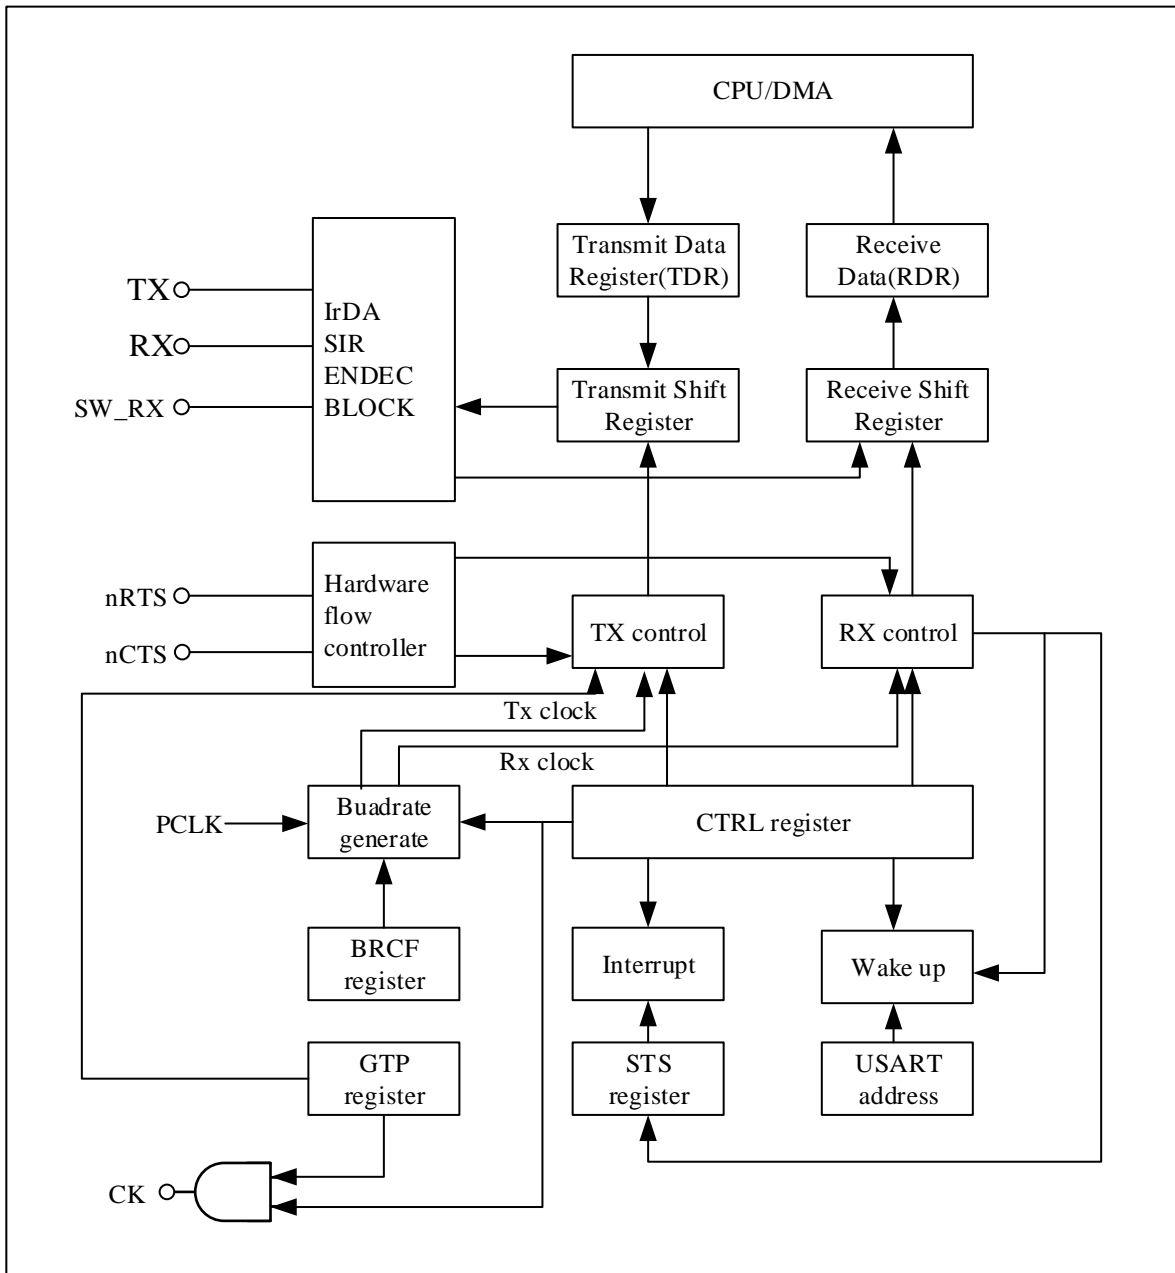 CPU/DMA
Transmit Data
Register(TDR)
Receive
Data(RDR)
TX
RX
SW_RX
IrDA
SIR
ENDEC
BLOCK
Transmit Shift
Register
Receive Shift
Register
nRTS
nCTS
Hardware
flow
controller
TX control
RX control
Tx clock
Rx clock
PCLK
Buadrate
generate
CTRL register
BRCF
register
Interrupt
Wake up
GTP
register
STS
register
USART
address
CK